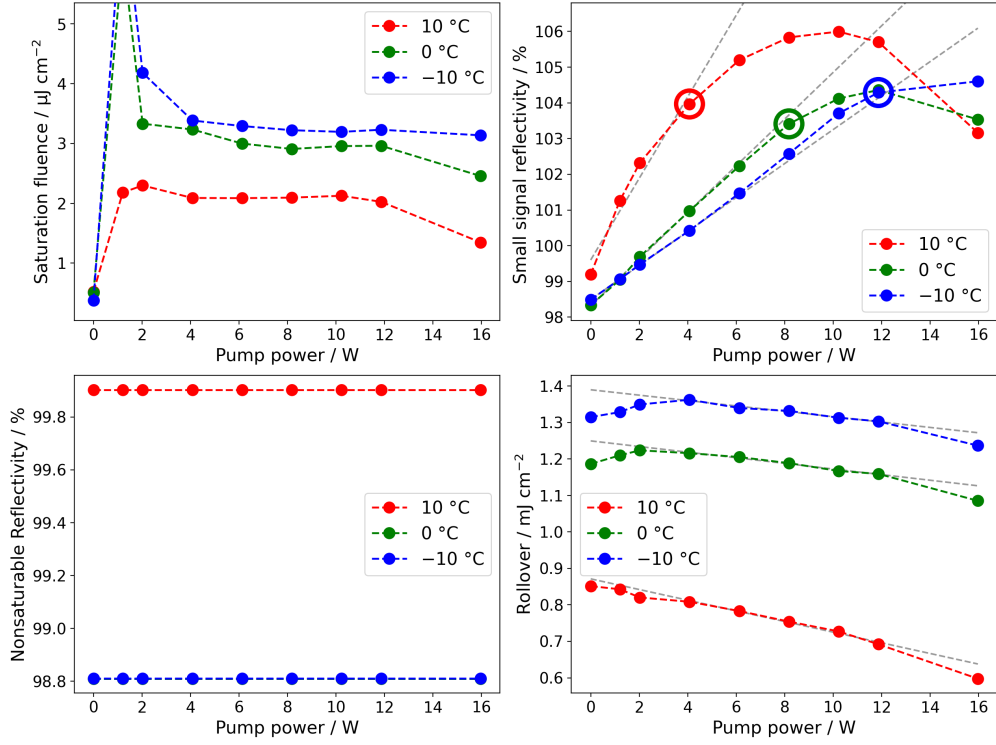 5
4
3
2
1
Saturation fluence / μJ cm⁻²
10 °C
0 °C
−10 °C
0 2 4 6 8 10 12 14 16
Pump power / W
106
105
104
103
102
101
100
99
98
Small signal reflectivity / %
10 °C
0 °C
−10 °C
0 2 4 6 8 10 12 14 16
Pump power / W
99.8
99.6
99.4
99.2
99.0
98.8
Nonsaturable Reflectivity / %
10 °C
0 °C
−10 °C
0 2 4 6 8 10 12 14 16
Pump power / W
1.4
1.3
1.2
1.1
1.0
0.9
0.8
0.7
0.6
Rollover / mJ cm⁻²
10 °C
0 °C
−10 °C
0 2 4 6 8 10 12 14 16
Pump power / W